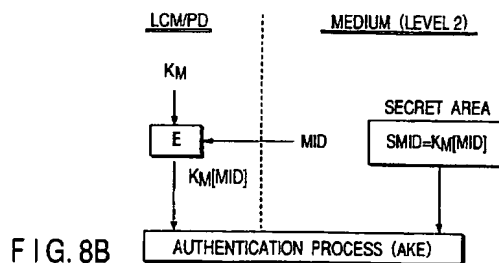 LCM/PD
MEDIUM (LEVEL 2)
KM
SECRET AREA
E
MID
SMID=KM[MID]
KM[MID]
AUTHENTICATION PROCESS (AKE)
FIG. 8B